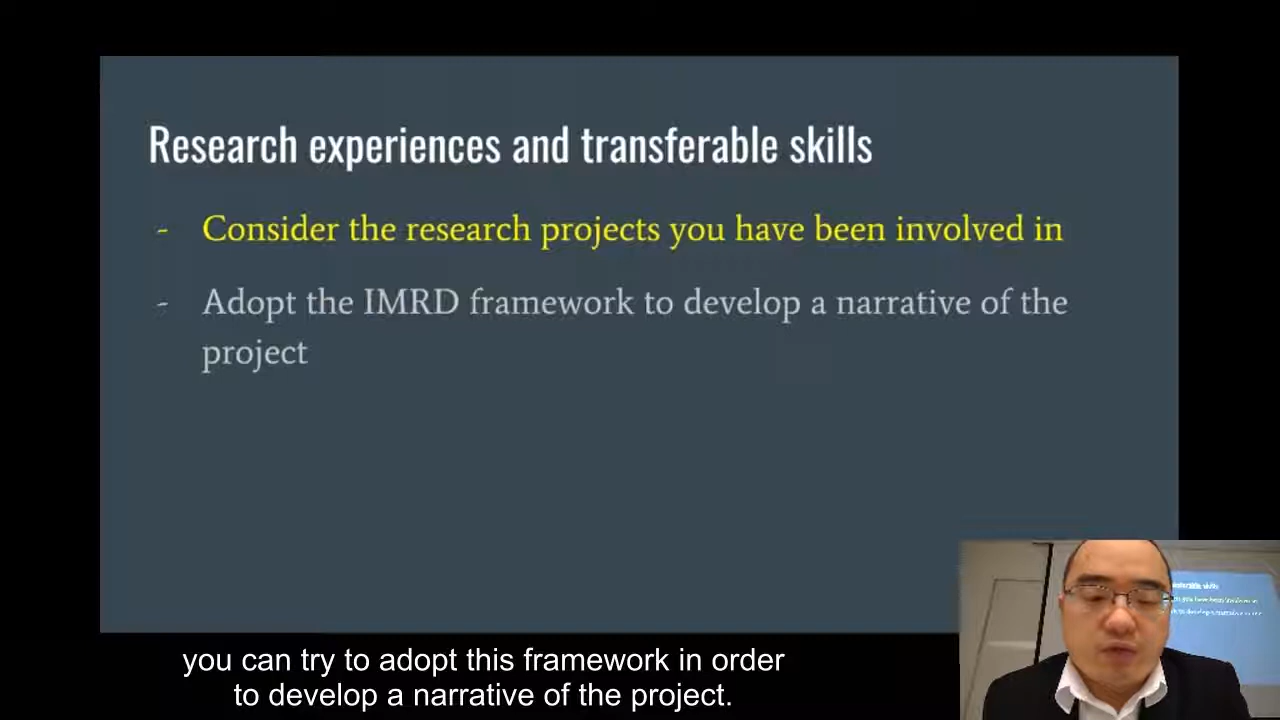 Research experiences and transferable skills
- Consider the research projects you have been involved in
- Adopt the IMRD framework to develop a narrative of the
project
you can try to adopt this framework in order
to develop a narrative of the project.